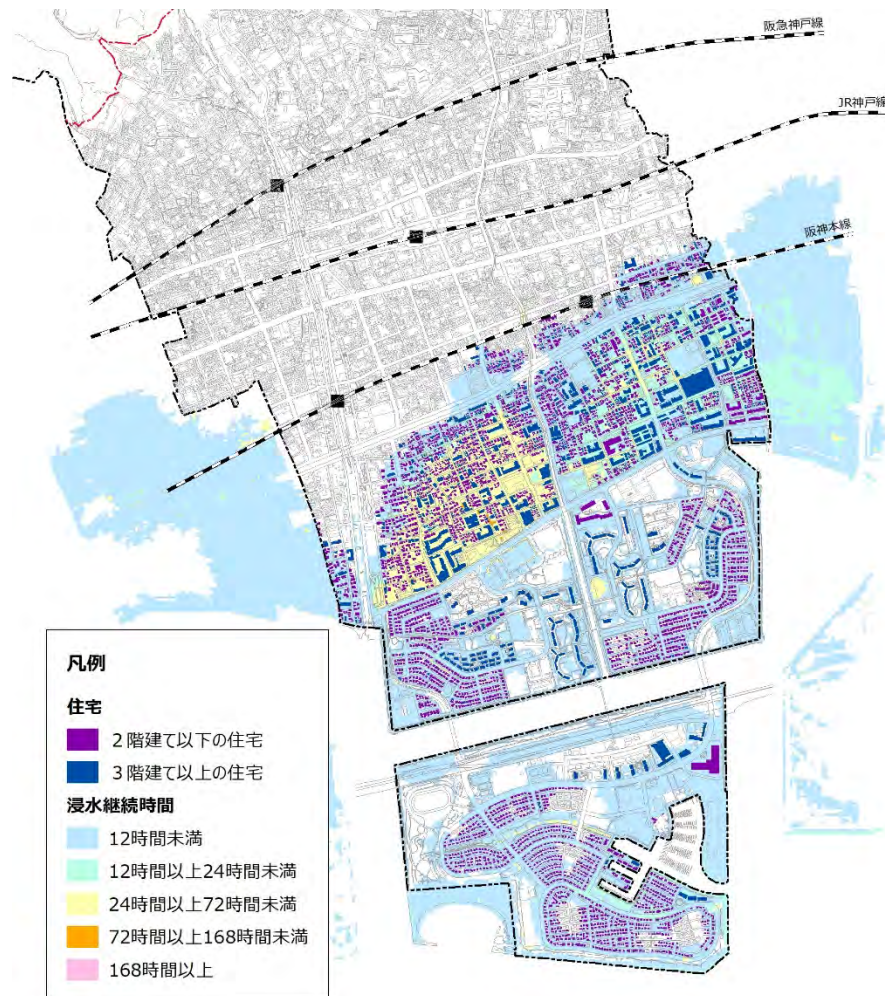 阪急神戸線
JR神戸線
阪神本線
凡例
住宅
２階建て以下の住宅
３階建て以上の住宅
浸水継続時間
12時間未満
12時間以上24時間未満
24時間以上72時間未満
72時間以上168時間未満
168時間以上